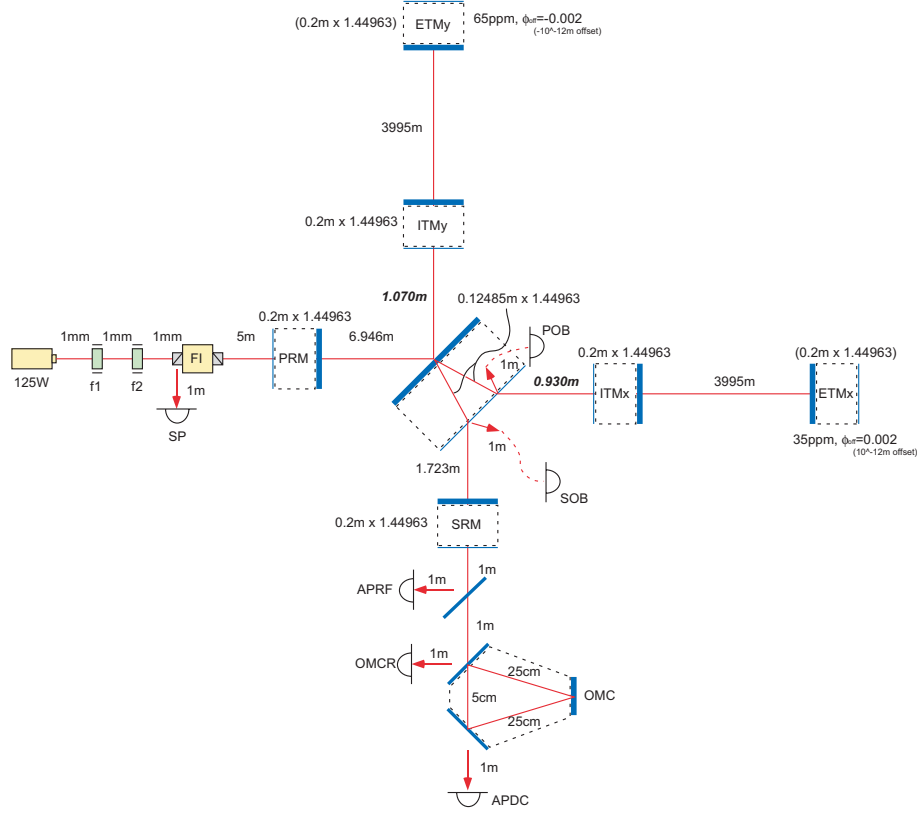 (0.2m x 1.44963)
ETMy
65ppm, ϕoff=-0.002
(-10^-12m offset)
3995m
0.2m x 1.44963
ITMy
1.070m
0.12485m x 1.44963
0.2m x 1.44963
6.946m
POB
1mm
1mm
1mm
5m
PRM
FI
125W
f1
f2
1m
SP
1m
0.930m
0.2m x 1.44963
ITMx
3995m
(0.2m x 1.44963)
ETMx
35ppm, ϕoff=0.002
(10^-12m offset)
1m
SOB
1.723m
0.2m x 1.44963
SRM
1m
APRF
1m
1m
OMCR
1m
25cm
5cm
OMC
25cm
1m
APDC